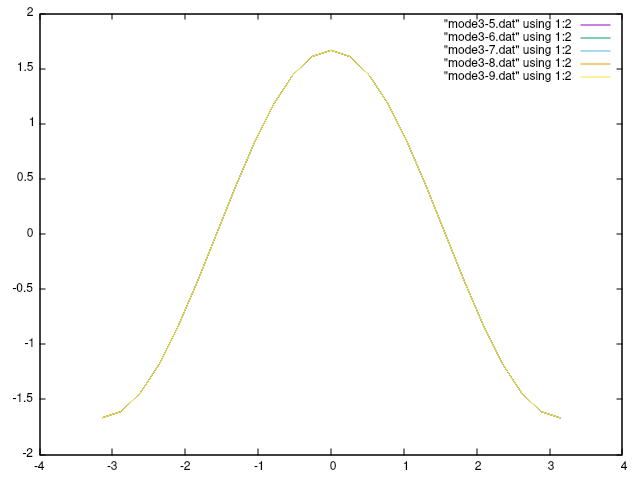 2
"mode3-5.dat" using 1:2
"mode3-6.dat" using 1:2
1.5
"mode3-7.dat" using 1:2
"mode3-8.dat" using 1:2
"mode3-9.dat" using 1:2
1
0.5
0
-0.5
-1
-1.5
-2
-4 -3 -2 -1 0 1 2 3 4